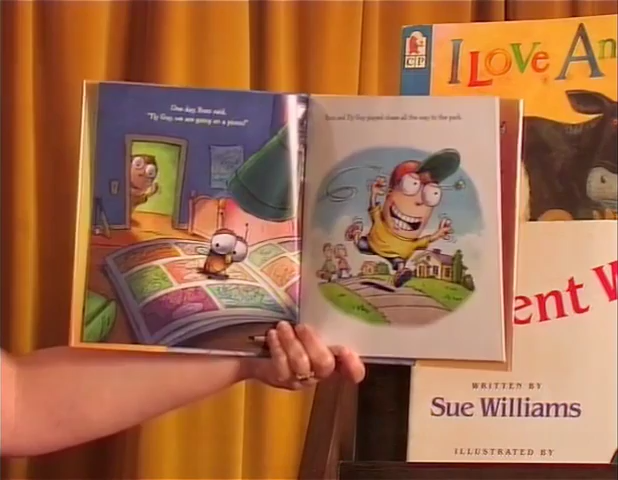 One day, Buzz said,
"Fly Guy, we are going on a picnic!"
Buzz and Fly Guy played chase all the way to the park.
CP
I LOVE An
ent W
WRITTEN BY
Sue Williams
ILLUSTRATED BY